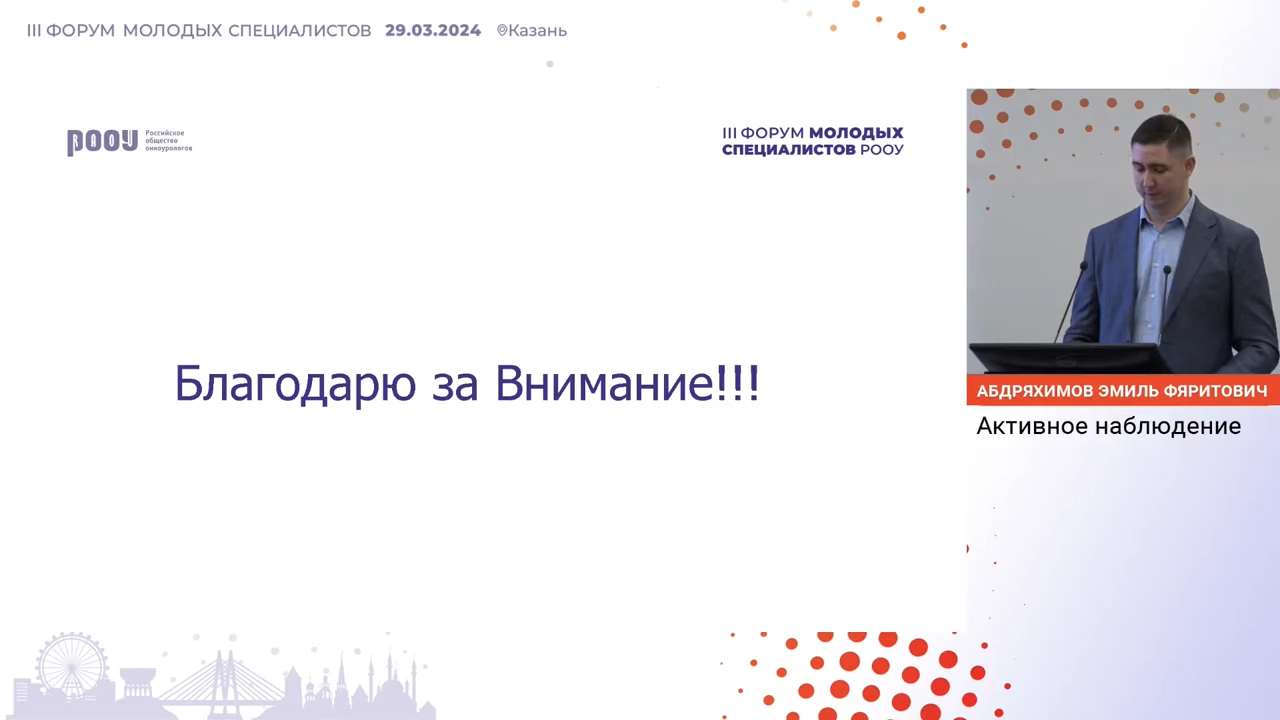 III ФОРУМ МОЛОДЫХ СПЕЦИАЛИСТОВ 29.03.2024 Казань
РООУ Российское
общество
онкоурологов
III ФОРУМ МОЛОДЫХ
СПЕЦИАЛИСТОВ РООУ
Благодарю за Внимание!!!
АБДРЯХИМОВ ЭМИЛЬ ФЯРИТОВИЧ
Активное наблюдение